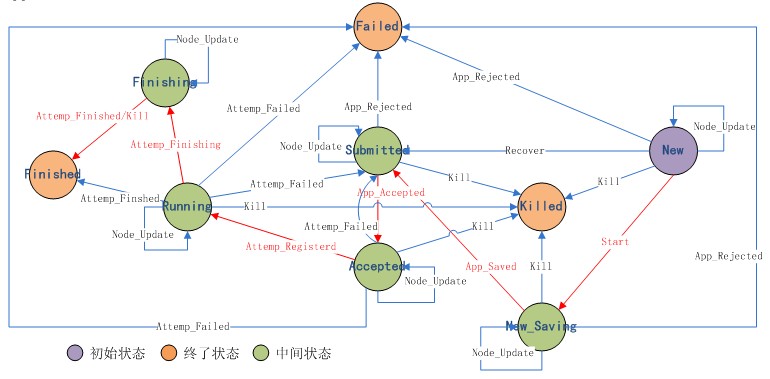 Failed
Node_Update
Finishing
App_Rejected
Attemp_Failed
App_Rejected
Attemp_Finished/Kill
Node_Update
Attemp_Finishing
Node_Update
Submitted
Recover
New
Finished
Attemp_Failed
Kill
Kill
App_Accepted
Attemp_Finshed
Running
Kill
Killed
Attemp_Failed
Kill
Node_Update
Attemp_Registerd
Start
App_Rejected
Accepted
App_Saved
Kill
Node_Update
Attemp_Failed
New_Saving
初始状态
终了状态
中间状态
Node_Update